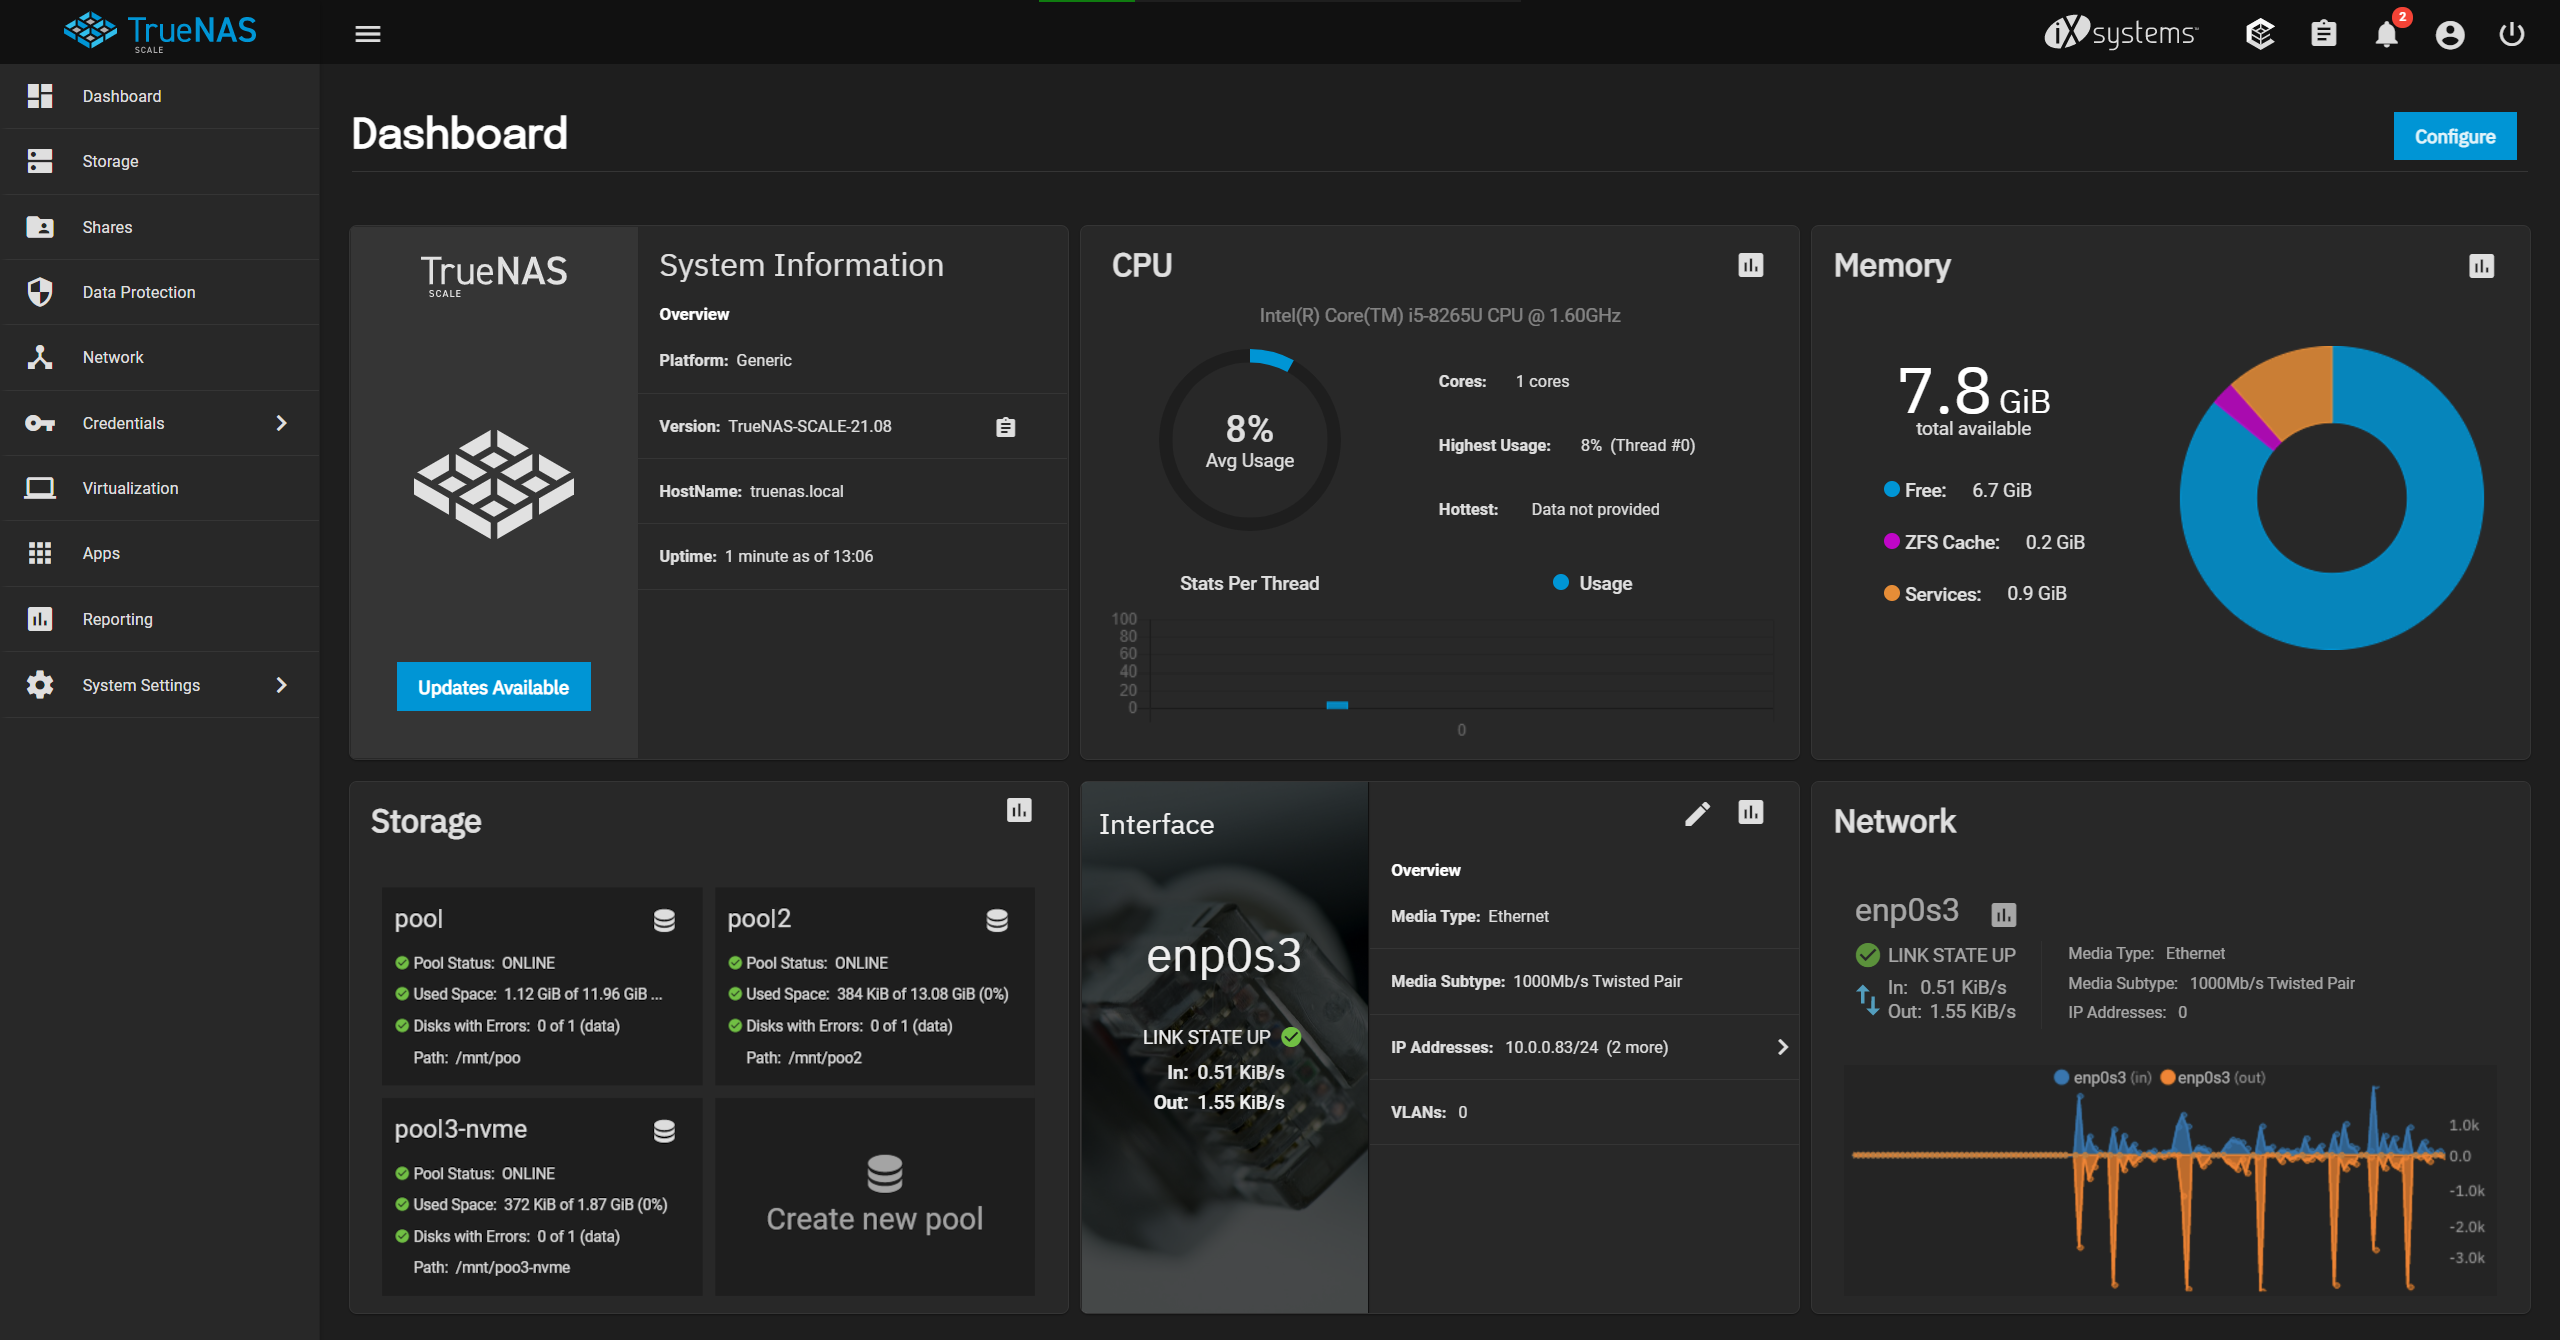 TrueNAS
SCALE
iXsystems
2
Dashboard
Storage
Shares
Data Protection
Network
Credentials
Virtualization
Apps
Reporting
System Settings
Dashboard
Configure
TrueNAS
SCALE
Updates Available
System Information
Overview
Platform: Generic
Version: TrueNAS-SCALE-21.08
HostName: truenas.local
Uptime: 1 minute as of 13:06
CPU
Intel(R) Core(TM) i5-8265U CPU @ 1.60GHz
8%
Avg Usage
Cores: 1 cores
Highest Usage: 8% (Thread #0)
Hottest: Data not provided
Stats Per Thread
Usage
100
80
60
40
20
0
0
Memory
7.8 GiB
total available
Free: 6.7 GiB
ZFS Cache: 0.2 GiB
Services: 0.9 GiB
Storage
pool
Pool Status: ONLINE
Used Space: 1.12 GiB of 11.96 GiB ...
Disks with Errors: 0 of 1 (data)
Path: /mnt/poo
pool2
Pool Status: ONLINE
Used Space: 384 KiB of 13.08 GiB (0%)
Disks with Errors: 0 of 1 (data)
Path: /mnt/poo2
pool3-nvme
Pool Status: ONLINE
Used Space: 372 KiB of 1.87 GiB (0%)
Disks with Errors: 0 of 1 (data)
Path: /mnt/poo3-nvme
Create new pool
Interface
enp0s3
LINK STATE UP
In: 0.51 KiB/s
Out: 1.55 KiB/s
Overview
Media Type: Ethernet
Media Subtype: 1000Mb/s Twisted Pair
IP Addresses: 10.0.0.83/24 (2 more)
VLANs: 0
Network
enp0s3
LINK STATE UP
In: 0.51 KiB/s
Out: 1.55 KiB/s
Media Type: Ethernet
Media Subtype: 1000Mb/s Twisted Pair
IP Addresses: 0
enp0s3 (in) enp0s3 (out)
1.0k
0.0
-1.0k
-2.0k
-3.0k